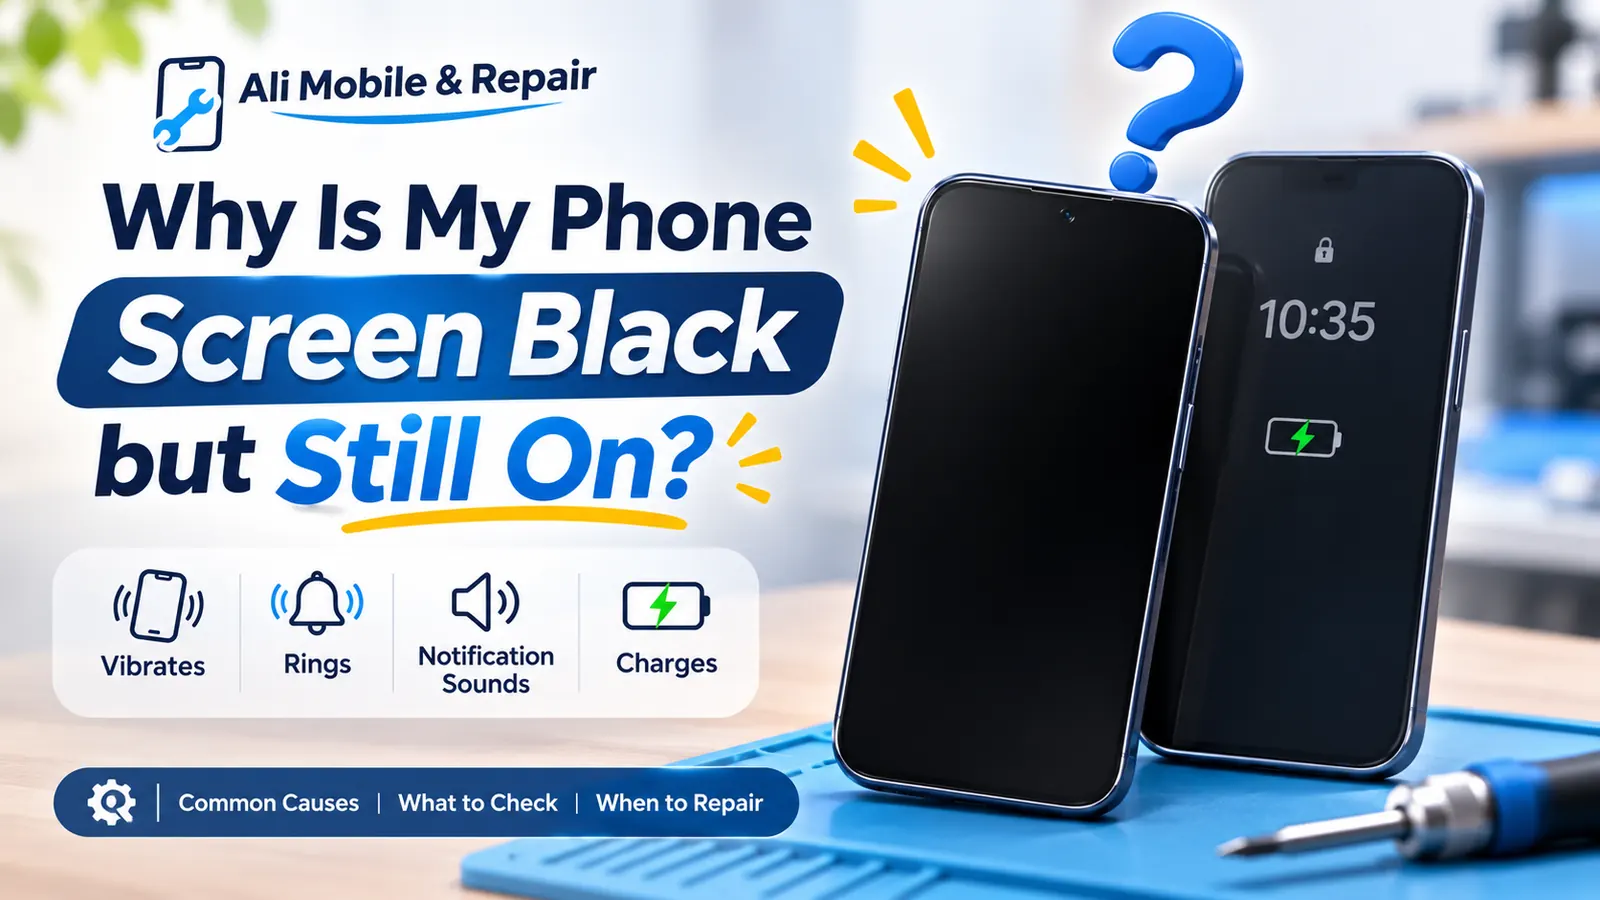 Ali Mobile & Repair
Why Is My Phone
Screen Black
but Still On?
Vibrates
Rings
Notification
Sounds
Charges
Common Causes | What to Check | When to Repair
10:35